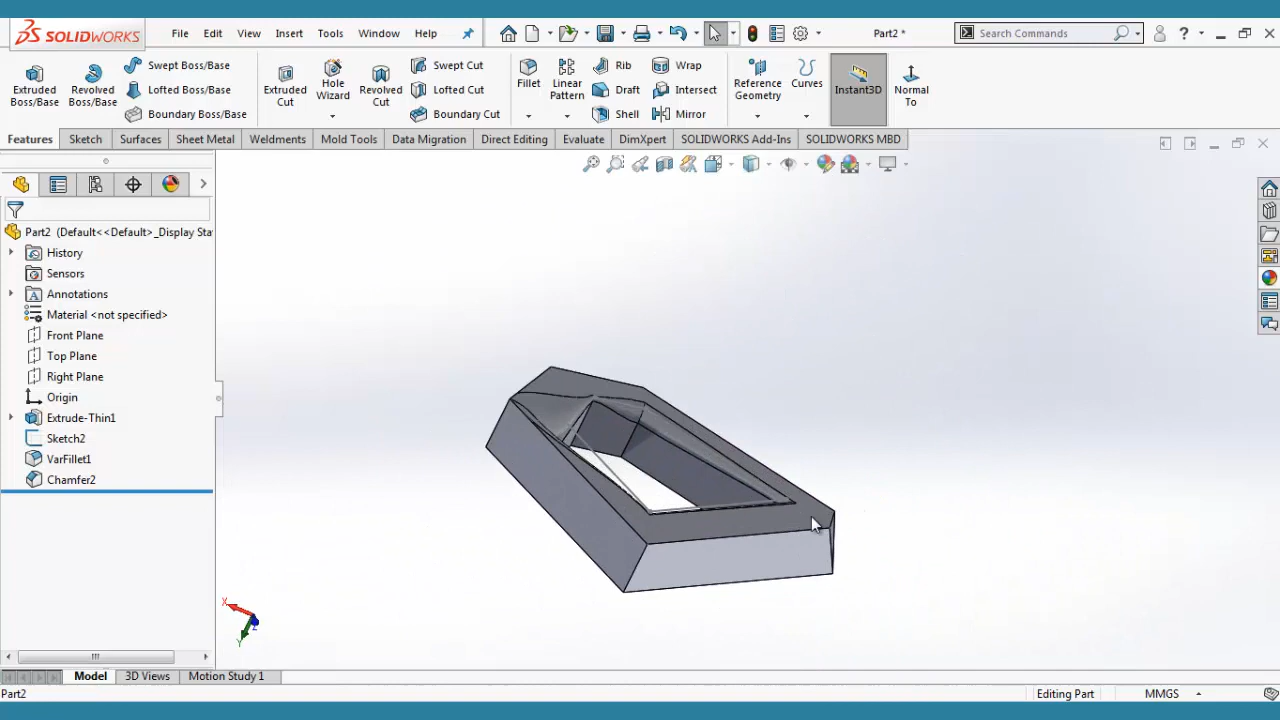 SOLIDWORKS File Edit View Insert Tools Window Help Part2 * Search Commands ?
Extruded Boss/Base Revolved Boss/Base Swept Boss/Base Lofted Boss/Base Boundary Boss/Base Extruded Cut Hole Wizard Revolved Cut Swept Cut Lofted Cut Boundary Cut Fillet Linear Pattern Rib Draft Shell Wrap Intersect Mirror Reference Geometry Curves Instant3D Normal To
Features Sketch Surfaces Sheet Metal Weldments Mold Tools Data Migration Direct Editing Evaluate DimXpert SOLIDWORKS Add-Ins SOLIDWORKS MBD
Part2 (Default<<Default>_Display Sta
History
Sensors
Annotations
Material <not specified>
Front Plane
Top Plane
Right Plane
Origin
Extrude-Thin1
Sketch2
VarFillet1
Chamfer2
X
Y
Z
Model 3D Views Motion Study 1
Part2 Editing Part MMGS